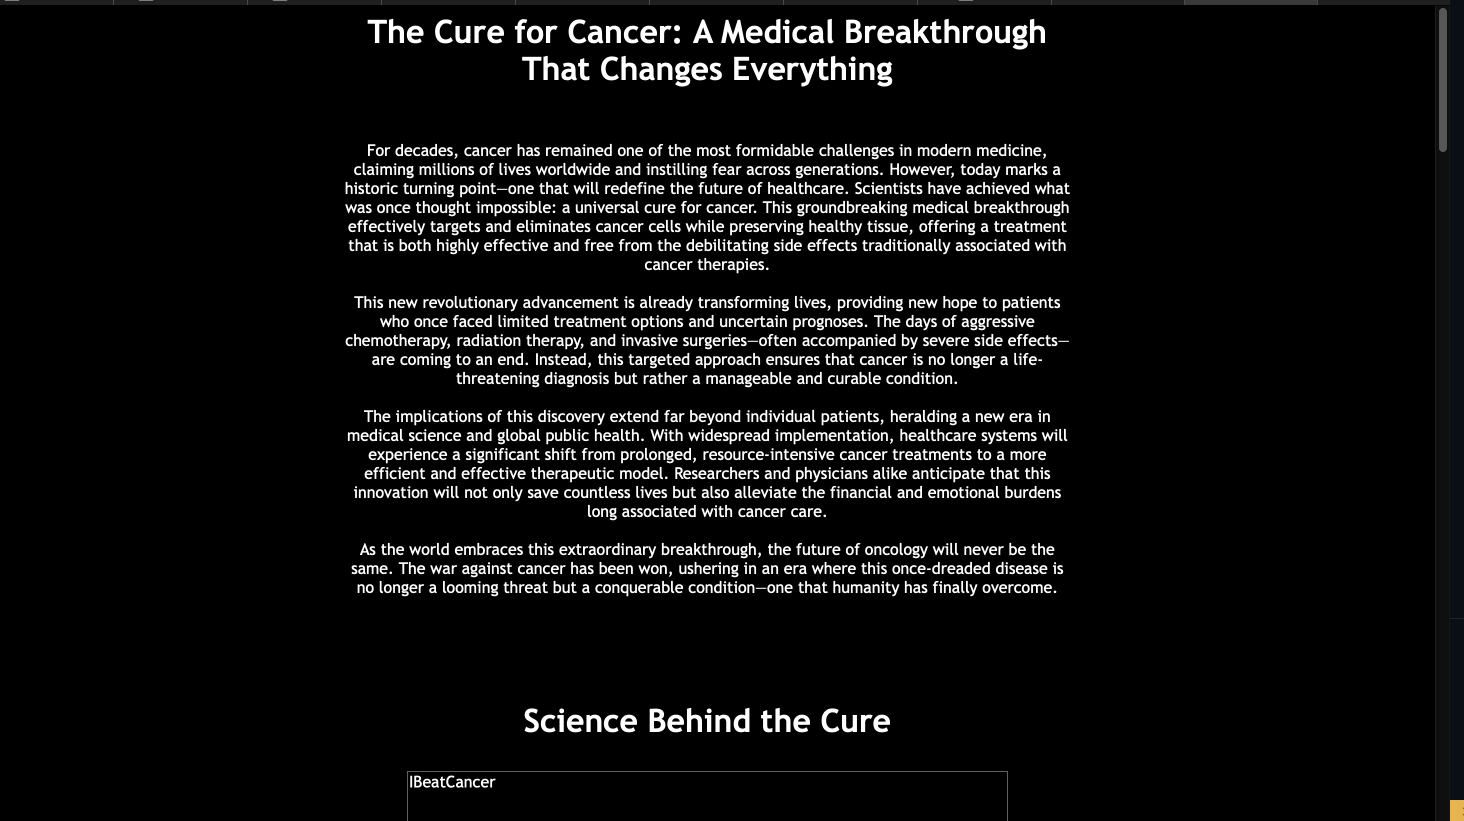 The Cure for Cancer: A Medical Breakthrough
That Changes Everything
For decades, cancer has remained one of the most formidable challenges in modern medicine,
claiming millions of lives worldwide and instilling fear across generations. However, today marks a
historic turning point—one that will redefine the future of healthcare. Scientists have achieved what
was once thought impossible: a universal cure for cancer. This groundbreaking medical breakthrough
effectively targets and eliminates cancer cells while preserving healthy tissue, offering a treatment
that is both highly effective and free from the debilitating side effects traditionally associated with
cancer therapies.
This new revolutionary advancement is already transforming lives, providing new hope to patients
who once faced limited treatment options and uncertain prognoses. The days of aggressive
chemotherapy, radiation therapy, and invasive surgeries—often accompanied by severe side effects—
are coming to an end. Instead, this targeted approach ensures that cancer is no longer a life-
threatening diagnosis but rather a manageable and curable condition.
The implications of this discovery extend far beyond individual patients, heralding a new era in
medical science and global public health. With widespread implementation, healthcare systems will
experience a significant shift from prolonged, resource-intensive cancer treatments to a more
efficient and effective therapeutic model. Researchers and physicians alike anticipate that this
innovation will not only save countless lives but also alleviate the financial and emotional burdens
long associated with cancer care.
As the world embraces this extraordinary breakthrough, the future of oncology will never be the
same. The war against cancer has been won, ushering in an era where this once-dreaded disease is
no longer a looming threat but a conquerable condition—one that humanity has finally overcome.
Science Behind the Cure
IBeatCancer